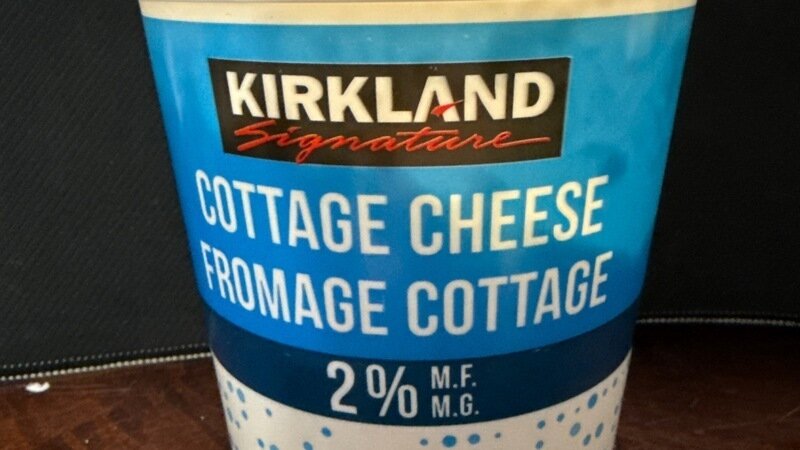 KIRKLAND
Signature
COTTAGE CHEESE
FROMAGE COTTAGE
2% M.F.
M.G.